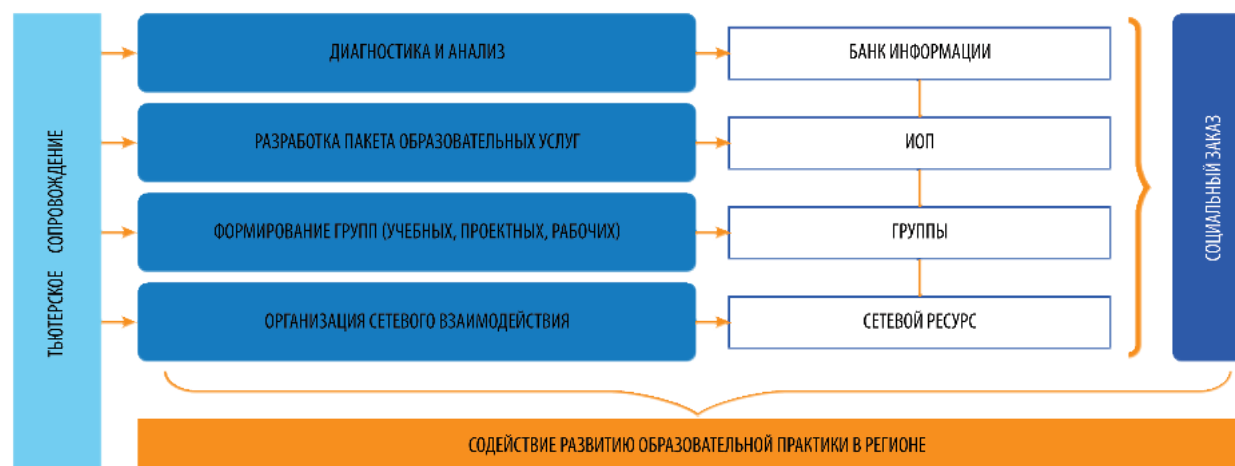 ТЬЮТЕРСКОЕ СОПРОВОЖДЕНИЕ
ДИАГНОСТИКА И АНАЛИЗ
БАНК ИНФОРМАЦИИ
РАЗРАБОТКА ПАКЕТА ОБРАЗОВАТЕЛЬНЫХ УСЛУГ
ИОП
ФОРМИРОВАНИЕ ГРУПП (УЧЕБНЫХ, ПРОЕКТНЫХ, РАБОЧИХ)
ГРУППЫ
ОРГАНИЗАЦИЯ СЕТЕВОГО ВЗАИМОДЕЙСТВИЯ
СЕТЕВОЙ РЕСУРС
СОЦИАЛЬНЫЙ ЗАКАЗ
СОДЕЙСТВИЕ РАЗВИТИЮ ОБРАЗОВАТЕЛЬНОЙ ПРАКТИКИ В РЕГИОНЕ